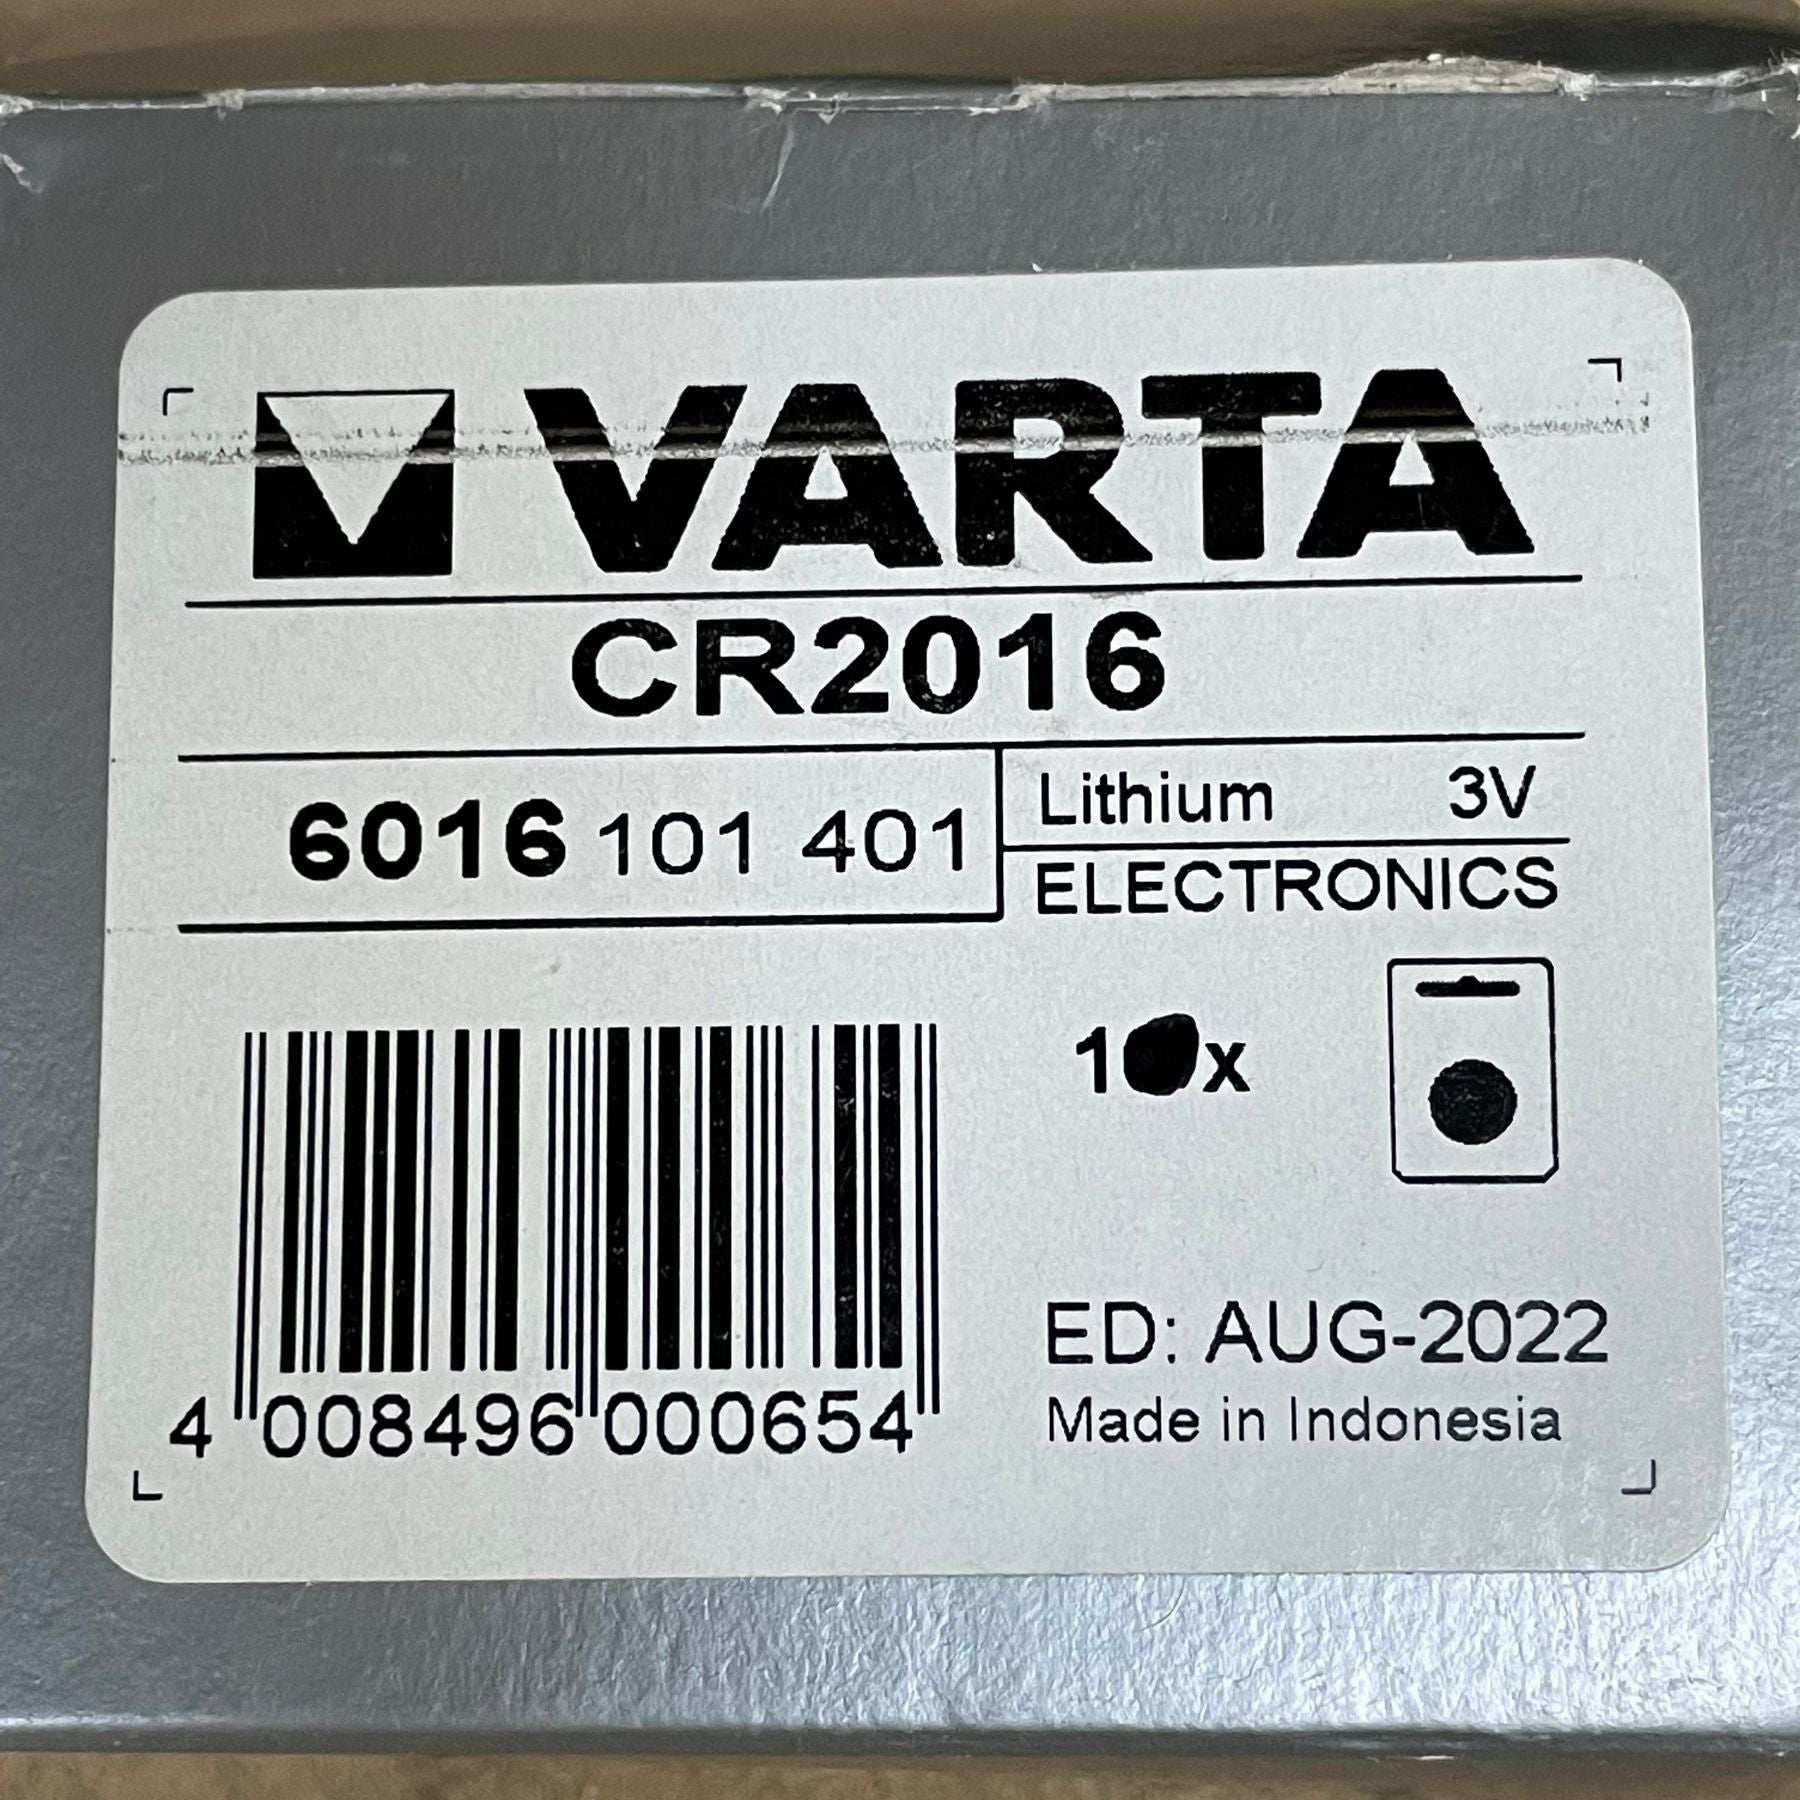 VARTA
CR2016
6016 101 401
Lithium 3V
ELECTRONICS
ED: AUG-2022
Made in Indonesia
4 008496 000654